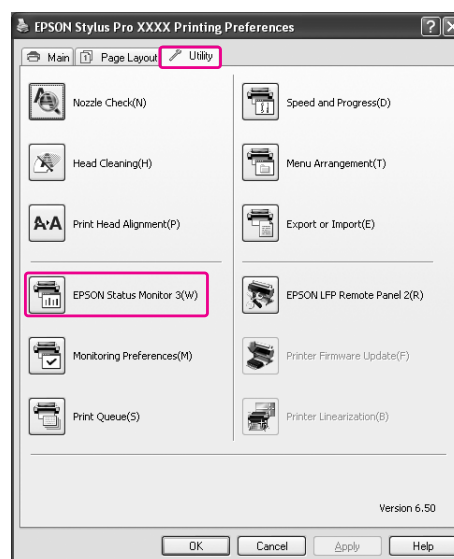 EPSON Stylus Pro XXXX Printing Preferences
Main Page Layout Utility
Nozzle Check(N)
Speed and Progress(D)
Head Cleaning(H)
Menu Arrangement(T)
Print Head Alignment(P)
Export or Import(E)
EPSON Status Monitor 3(W)
EPSON LFP Remote Panel 2(R)
Monitoring Preferences(M)
Printer Firmware Update(F)
Print Queue(S)
Printer Linearization(B)
Version 6.50
OK Cancel Apply Help